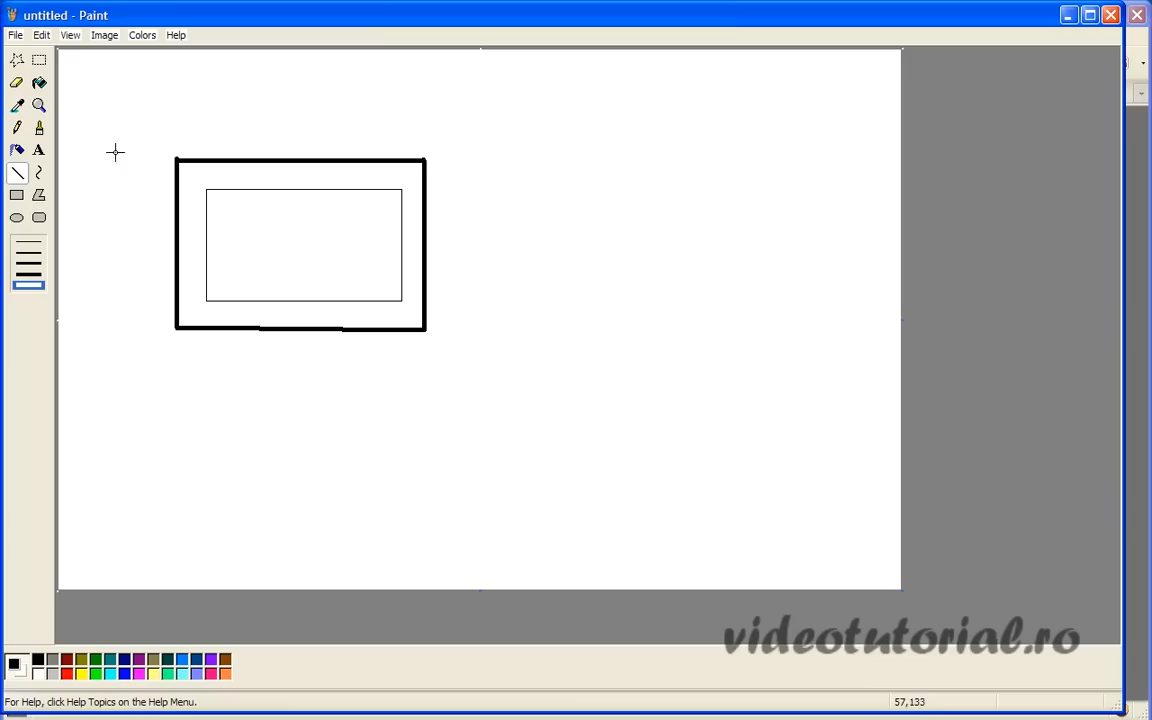 untitled - Paint
File Edit View Image Colors Help
A
videotutorial.ro
For Help, click Help Topics on the Help Menu.
57,133